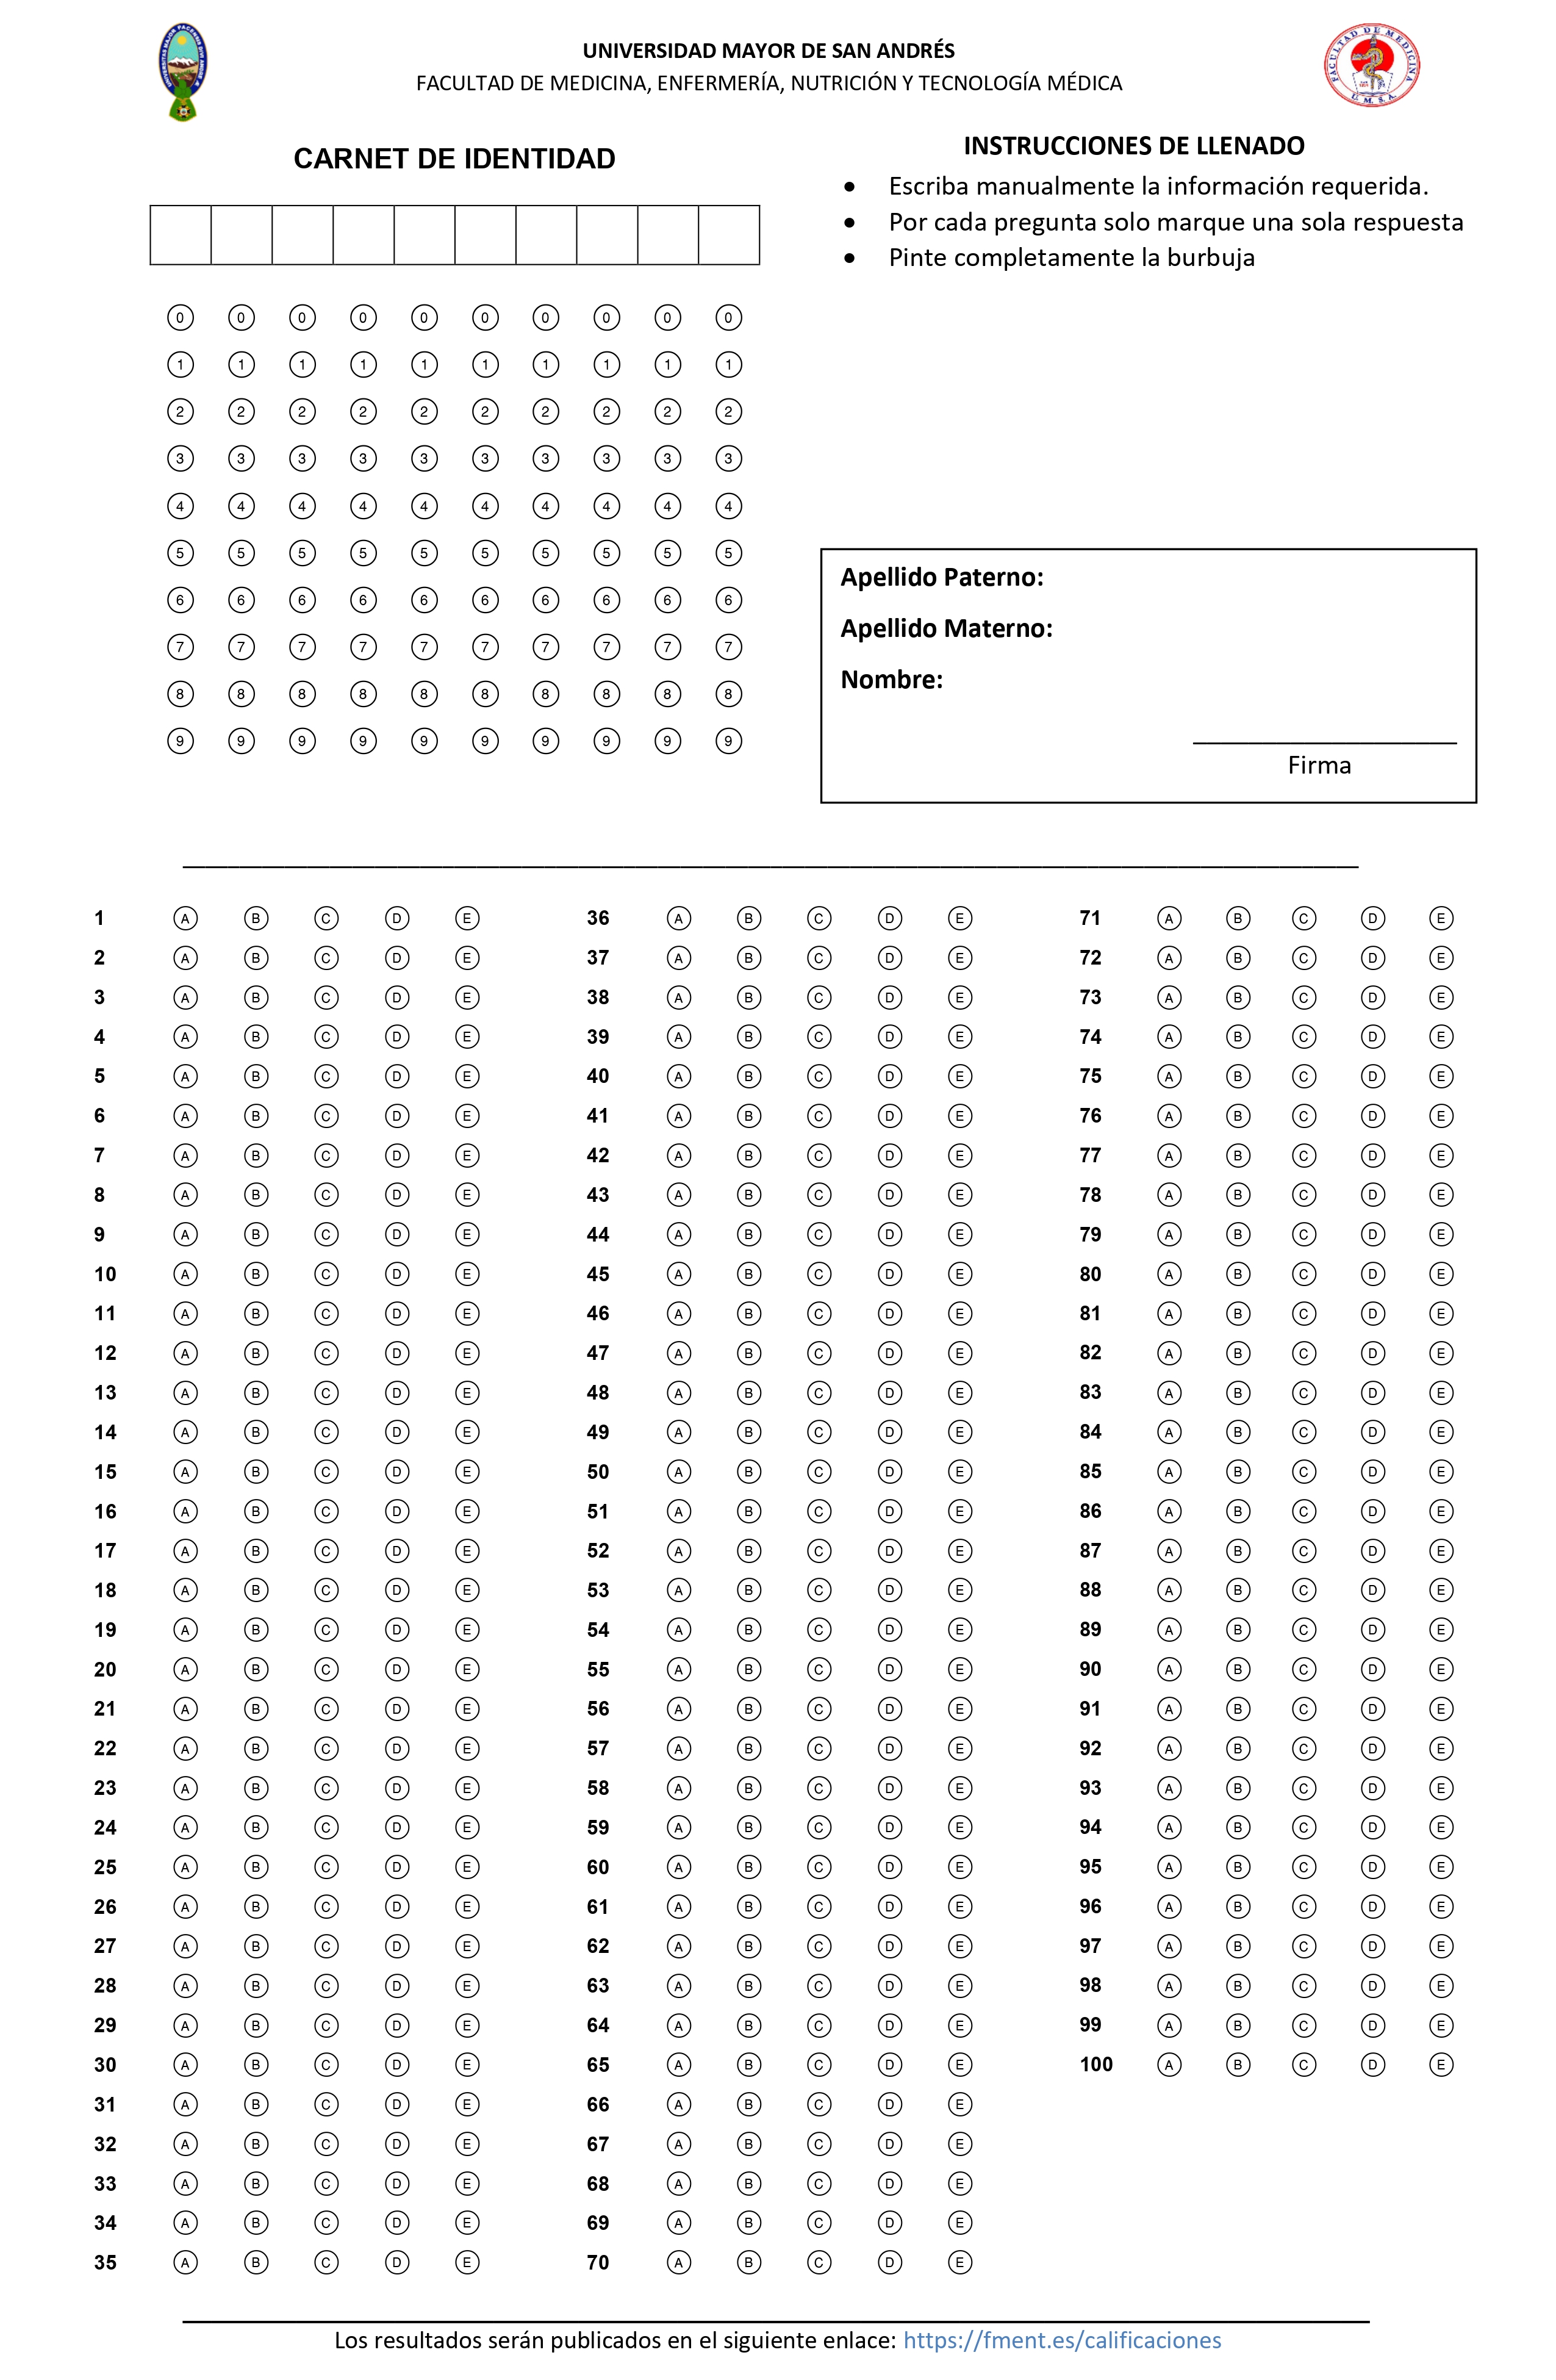 UNIVERSIDAD MAYOR DE SAN ANDRÉS
FACULTAD DE MEDICINA, ENFERMERÍA, NUTRICIÓN Y TECNOLOGÍA MÉDICA
FACULTAD DE MEDICINA
U. M. S. A.
CARNET DE IDENTIDAD
0 0 0 0 0 0 0 0 0 0
1 1 1 1 1 1 1 1 1 1
2 2 2 2 2 2 2 2 2 2
3 3 3 3 3 3 3 3 3 3
4 4 4 4 4 4 4 4 4 4
5 5 5 5 5 5 5 5 5 5
6 6 6 6 6 6 6 6 6 6
7 7 7 7 7 7 7 7 7 7
8 8 8 8 8 8 8 8 8 8
9 9 9 9 9 9 9 9 9 9
INSTRUCCIONES DE LLENADO
• Escriba manualmente la información requerida.
• Por cada pregunta solo marque una sola respuesta
• Pinte completamente la burbuja
Apellido Paterno:
Apellido Materno:
Nombre:
Firma
1 A B C D E 36 A B C D E 71 A B C D E
2 A B C D E 37 A B C D E 72 A B C D E
3 A B C D E 38 A B C D E 73 A B C D E
4 A B C D E 39 A B C D E 74 A B C D E
5 A B C D E 40 A B C D E 75 A B C D E
6 A B C D E 41 A B C D E 76 A B C D E
7 A B C D E 42 A B C D E 77 A B C D E
8 A B C D E 43 A B C D E 78 A B C D E
9 A B C D E 44 A B C D E 79 A B C D E
10 A B C D E 45 A B C D E 80 A B C D E
11 A B C D E 46 A B C D E 81 A B C D E
12 A B C D E 47 A B C D E 82 A B C D E
13 A B C D E 48 A B C D E 83 A B C D E
14 A B C D E 49 A B C D E 84 A B C D E
15 A B C D E 50 A B C D E 85 A B C D E
16 A B C D E 51 A B C D E 86 A B C D E
17 A B C D E 52 A B C D E 87 A B C D E
18 A B C D E 53 A B C D E 88 A B C D E
19 A B C D E 54 A B C D E 89 A B C D E
20 A B C D E 55 A B C D E 90 A B C D E
21 A B C D E 56 A B C D E 91 A B C D E
22 A B C D E 57 A B C D E 92 A B C D E
23 A B C D E 58 A B C D E 93 A B C D E
24 A B C D E 59 A B C D E 94 A B C D E
25 A B C D E 60 A B C D E 95 A B C D E
26 A B C D E 61 A B C D E 96 A B C D E
27 A B C D E 62 A B C D E 97 A B C D E
28 A B C D E 63 A B C D E 98 A B C D E
29 A B C D E 64 A B C D E 99 A B C D E
30 A B C D E 65 A B C D E 100 A B C D E
31 A B C D E 66 A B C D E
32 A B C D E 67 A B C D E
33 A B C D E 68 A B C D E
34 A B C D E 69 A B C D E
35 A B C D E 70 A B C D E
Los resultados serán publicados en el siguiente enlace: https://fment.es/calificaciones